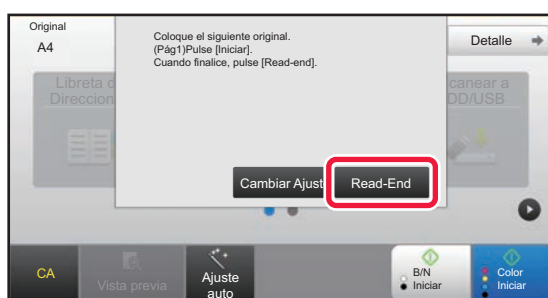 Original
A4
Coloque el siguiente original.
(Pág1)Pulse [Iniciar].
Cuando finalice, pulse [Read-end].
Detalle
Libreta d
Direccion
canear a
DD/USB
Cambiar Ajust
Read-End
CA
Vista previa
Ajuste
auto
B/N
Iniciar
Color
Iniciar